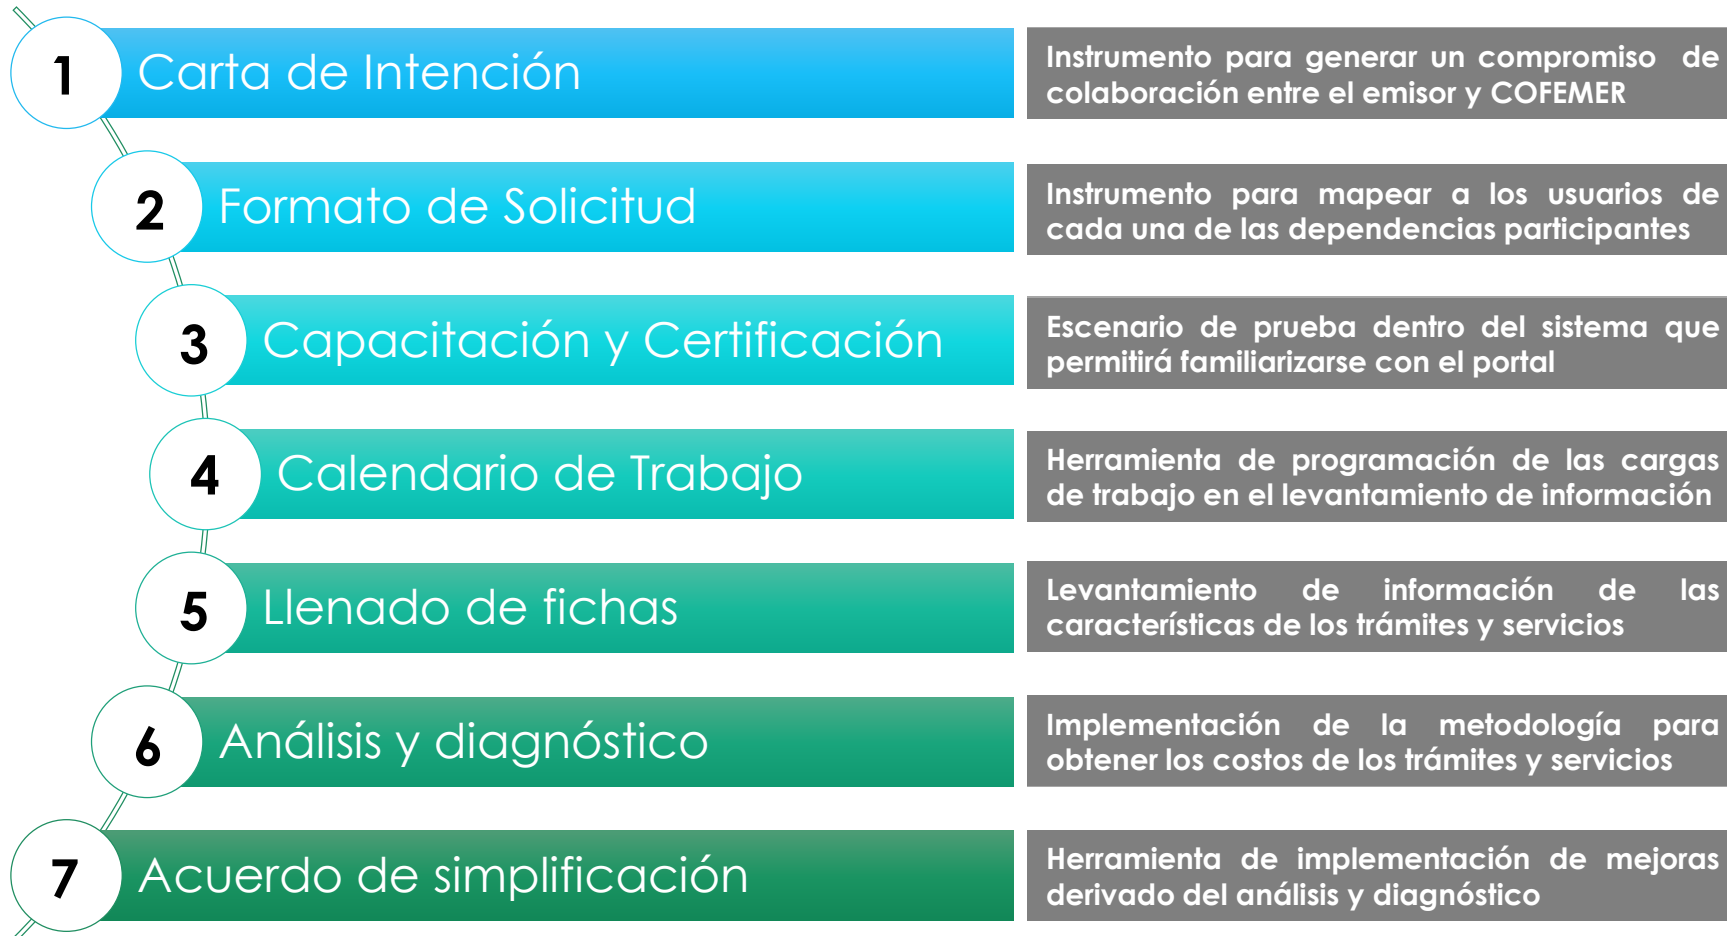 1
Carta de Intención
Instrumento para generar un compromiso de
colaboración entre el emisor y COFEMER
2
Formato de Solicitud
Instrumento para mapear a los usuarios de
cada una de las dependencias participantes
3
Capacitación y Certificación
Escenario de prueba dentro del sistema que
permitirá familiarizarse con el portal
4
Calendario de Trabajo
Herramienta de programación de las cargas
de trabajo en el levantamiento de información
5
Llenado de fichas
Levantamiento de información de las
características de los trámites y servicios
6
Análisis y diagnóstico
Implementación de la metodología para
obtener los costos de los trámites y servicios
7
Acuerdo de simplificación
Herramienta de implementación de mejoras
derivado del análisis y diagnóstico